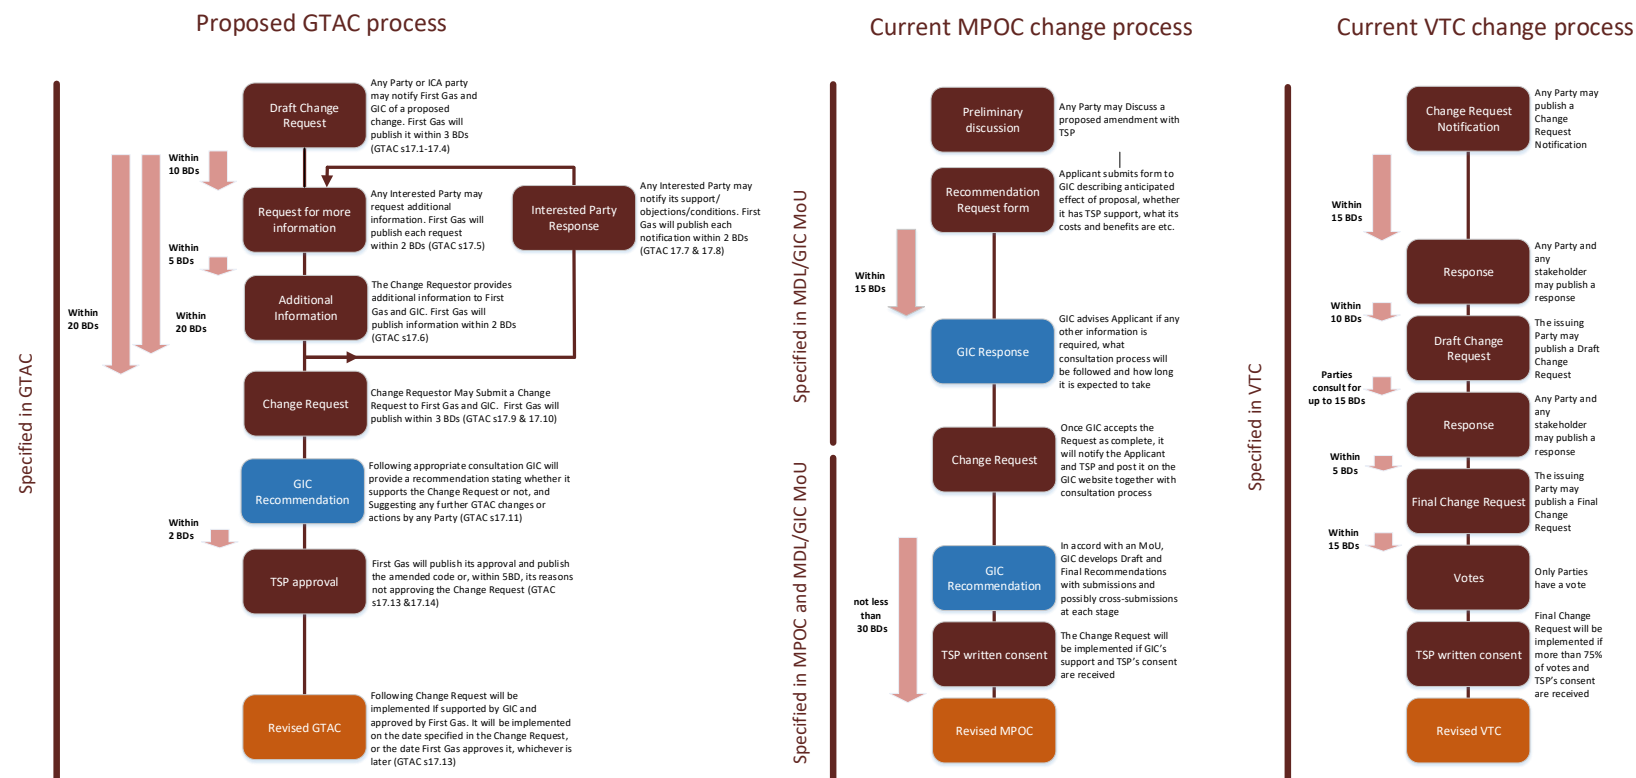 Proposed GTAC process
Specified in GTAC
Draft Change
Request
Any Party or ICA party
may notify First Gas and
GIC of a proposed
change. First Gas will
publish it within 3 BDs
(GTAC s17.1-17.4)
Within
10 BDs
Request for more
information
Any Interested Party may
request additional
information. First Gas will
publish each request
within 2 BDs (GTAC s17.5)
Interested Party
Response
Any Interested Party may
notify its support/
objections/conditions. First
Gas will publish each
notification within 2 BDs
(GTAC 17.7 & 17.8)
Within
5 BDs
Within
20 BDs
Within
20 BDs
Additional
Information
The Change Requestor provides
additional information to First
Gas and GIC. First Gas will
publish information within 2 BDs
(GTAC s17.6)
Change Request
Change Requestor May Submit a Change
Request to First Gas and GIC.  First Gas will
publish within 3 BDs (GTAC s17.9 & 17.10)
GIC
Recommendation
Following appropriate consultation GIC will
provide a recommendation stating whether it
supports the Change Request or not, and
Suggesting any further GTAC changes or
actions by any Party (GTAC s17.11)
Within
2 BDs
TSP approval
First Gas will publish its approval and publish
the amended code or, within 5BD, its reasons
not approving the Change Request (GTAC
s17.13 &17.14)
Revised GTAC
Following Change Request will be
implemented If supported by GIC and
approved by First Gas. It will be implemented
on the date specified in the Change Request,
or the date First Gas approves it, whichever is
later (GTAC s17.13)
Current MPOC change process
Specified in MDL/GIC MoU
Specified in MPOC and MDL/GIC MoU
Preliminary
discussion
Any Party may Discuss a
proposed amendment with
TSP
Recommendation
Request form
Applicant submits form to
GIC describing anticipated
effect of proposal, whether
it has TSP support, what its
costs and benefits are etc.
Within
15 BDs
GIC Response
GIC advises Applicant if any
other information is
required, what
consultation process will
be followed and how long
it is expected to take
Change Request
Once GIC accepts the
Request as complete, it
will notify the Applicant
and TSP and post it on the
GIC website together with
consultation process
not less
than
30 BDs
GIC
Recommendation
In accord with an MoU,
GIC develops Draft and
Final Recommendations
with submissions and
possibly cross-submissions
at each stage
TSP written consent
The Change Request will
be implemented if GIC's
support and TSP's consent
are received
Revised MPOC
Current VTC change process
Specified in VTC
Change Request
Notification
Any Party may
publish a
Change
Request
Notification
Within
15 BDs
Response
Any Party and
any
stakeholder
may publish a
response
Within
10 BDs
Draft Change
Request
The issuing
Party may
publish a Draft
Change
Request
Parties
consult for
up to 15 BDs
Response
Any Party and
any
stakeholder
may publish a
response
Within
5 BDs
Final Change Request
The issuing
Party may
publish a Final
Change
Request
Within
15 BDs
Votes
Only Parties
have a vote
TSP written consent
Final Change
Request will be
implemented if
more than 75%
of votes and
TSP's consent
are received
Revised VTC